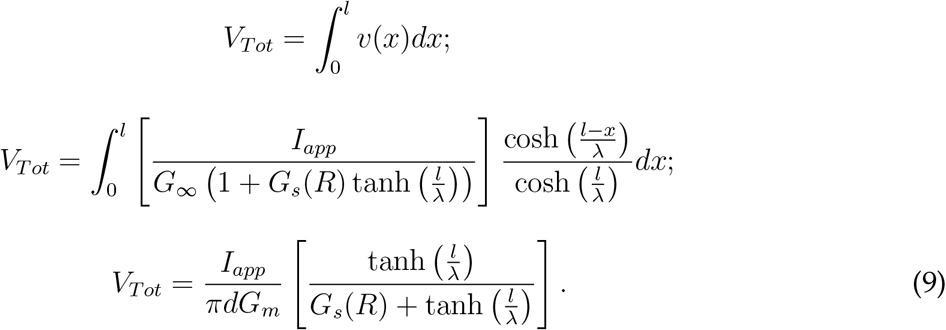 $V_{Tot} = \int_0^l v(x)dx;$
$V_{Tot} = \int_0^l \left[ \frac{I_{app}}{G_\infty \left(1 + G_s(R) \tanh\left(\frac{l}{\lambda}\right)\right)} \right] \frac{\cosh\left(\frac{l-x}{\lambda}\right)}{\cosh\left(\frac{l}{\lambda}\right)} dx;$
$V_{Tot} = \frac{I_{app}}{\pi d G_m} \left[ \frac{\tanh\left(\frac{l}{\lambda}\right)}{G_s(R) + \tanh\left(\frac{l}{\lambda}\right)} \right].$ (9)